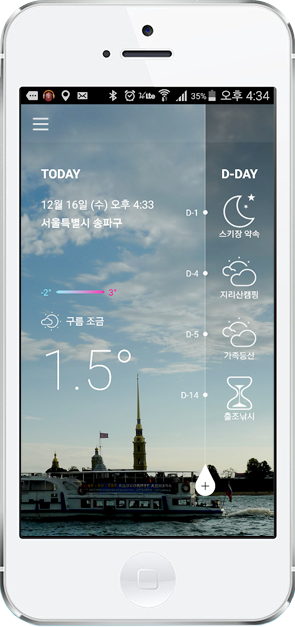 35% 오후 4:34
TODAY
12월 16일 (수) 오후 4:33
서울특별시 송파구
-2° 3°
구름 조금
1.5°
D-DAY
D-1
스키장 약속
D-4
지리산캠핑
D-5
가족등산
D-14
출조낚시